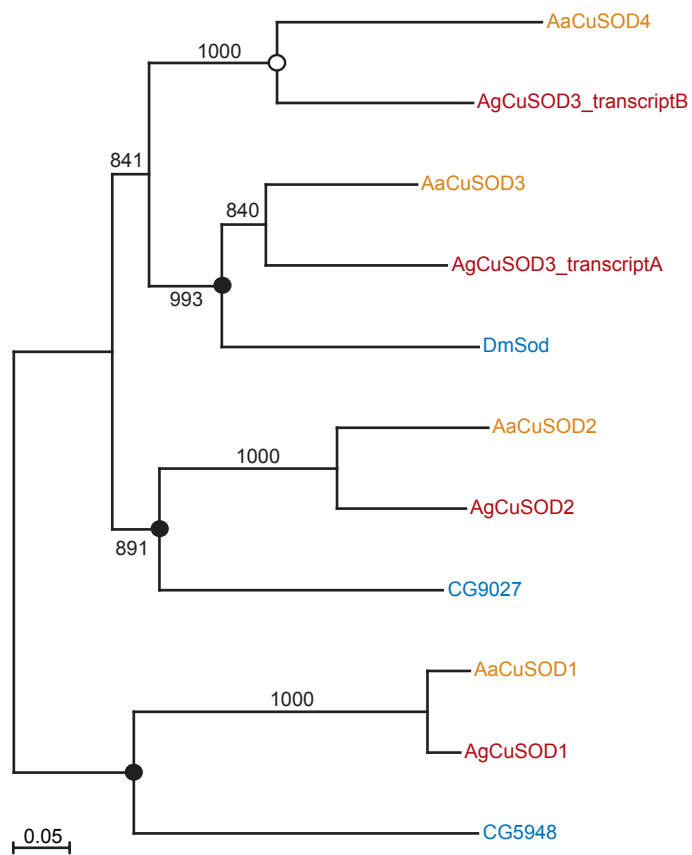 AaCuSOD4
1000
AgCuSOD3_transcriptB
841
AaCuSOD3
840
AgCuSOD3_transcriptA
993
DmSod
AaCuSOD2
1000
AgCuSOD2
891
CG9027
AaCuSOD1
1000
AgCuSOD1
CG5948
0.05